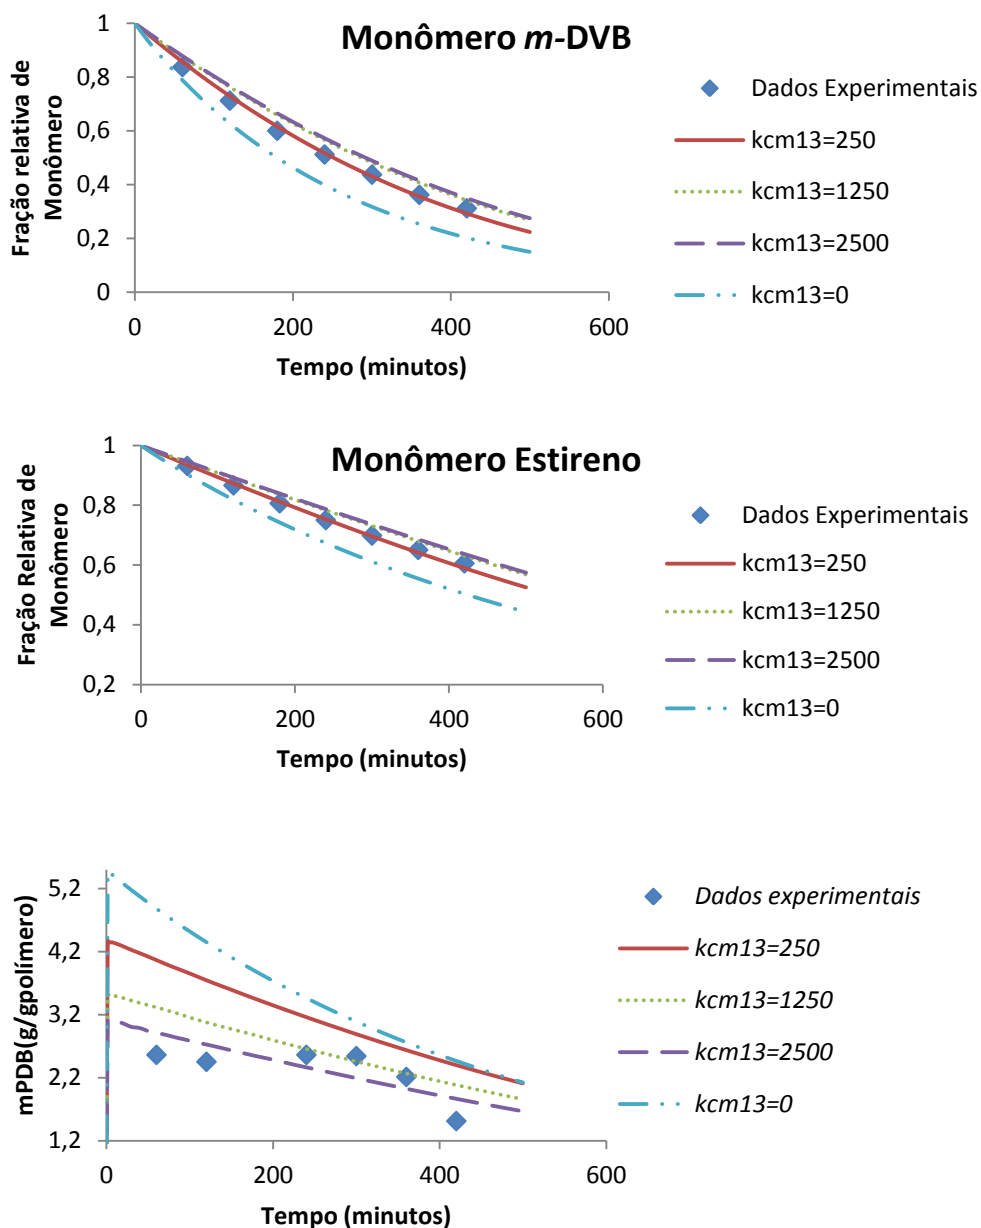 Monômero m-DVB
Fração relativa de
Monômero
1
0,8
0,6
0,4
0,2
0
0 200 400 600
Tempo (minutos)
Dados Experimentais
kcm13=250
kcm13=1250
kcm13=2500
kcm13=0
Monômero Estireno
Fração Relativa de
Monômero
1
0,8
0,6
0,4
0,2
0 200 400 600
Tempo (minutos)
Dados Experimentais
kcm13=250
kcm13=1250
kcm13=2500
kcm13=0
mPDB(g/gpolímero)
5,2
4,2
3,2
2,2
1,2
0 200 400 600
Tempo (minutos)
Dados experimentais
kcm13=250
kcm13=1250
kcm13=2500
kcm13=0